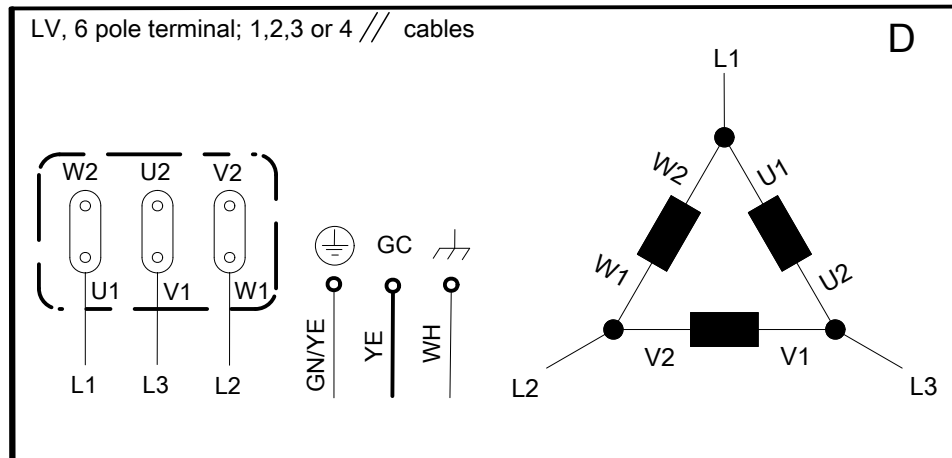 LV, 6 pole terminal; 1,2,3 or 4 // cables
D
L1
W2 U2 V2
U1 V1 W1
L1 L3 L2
GC
GN/YE
YE
WH
W2
U1
W1
U2
V2 V1
L2
L3